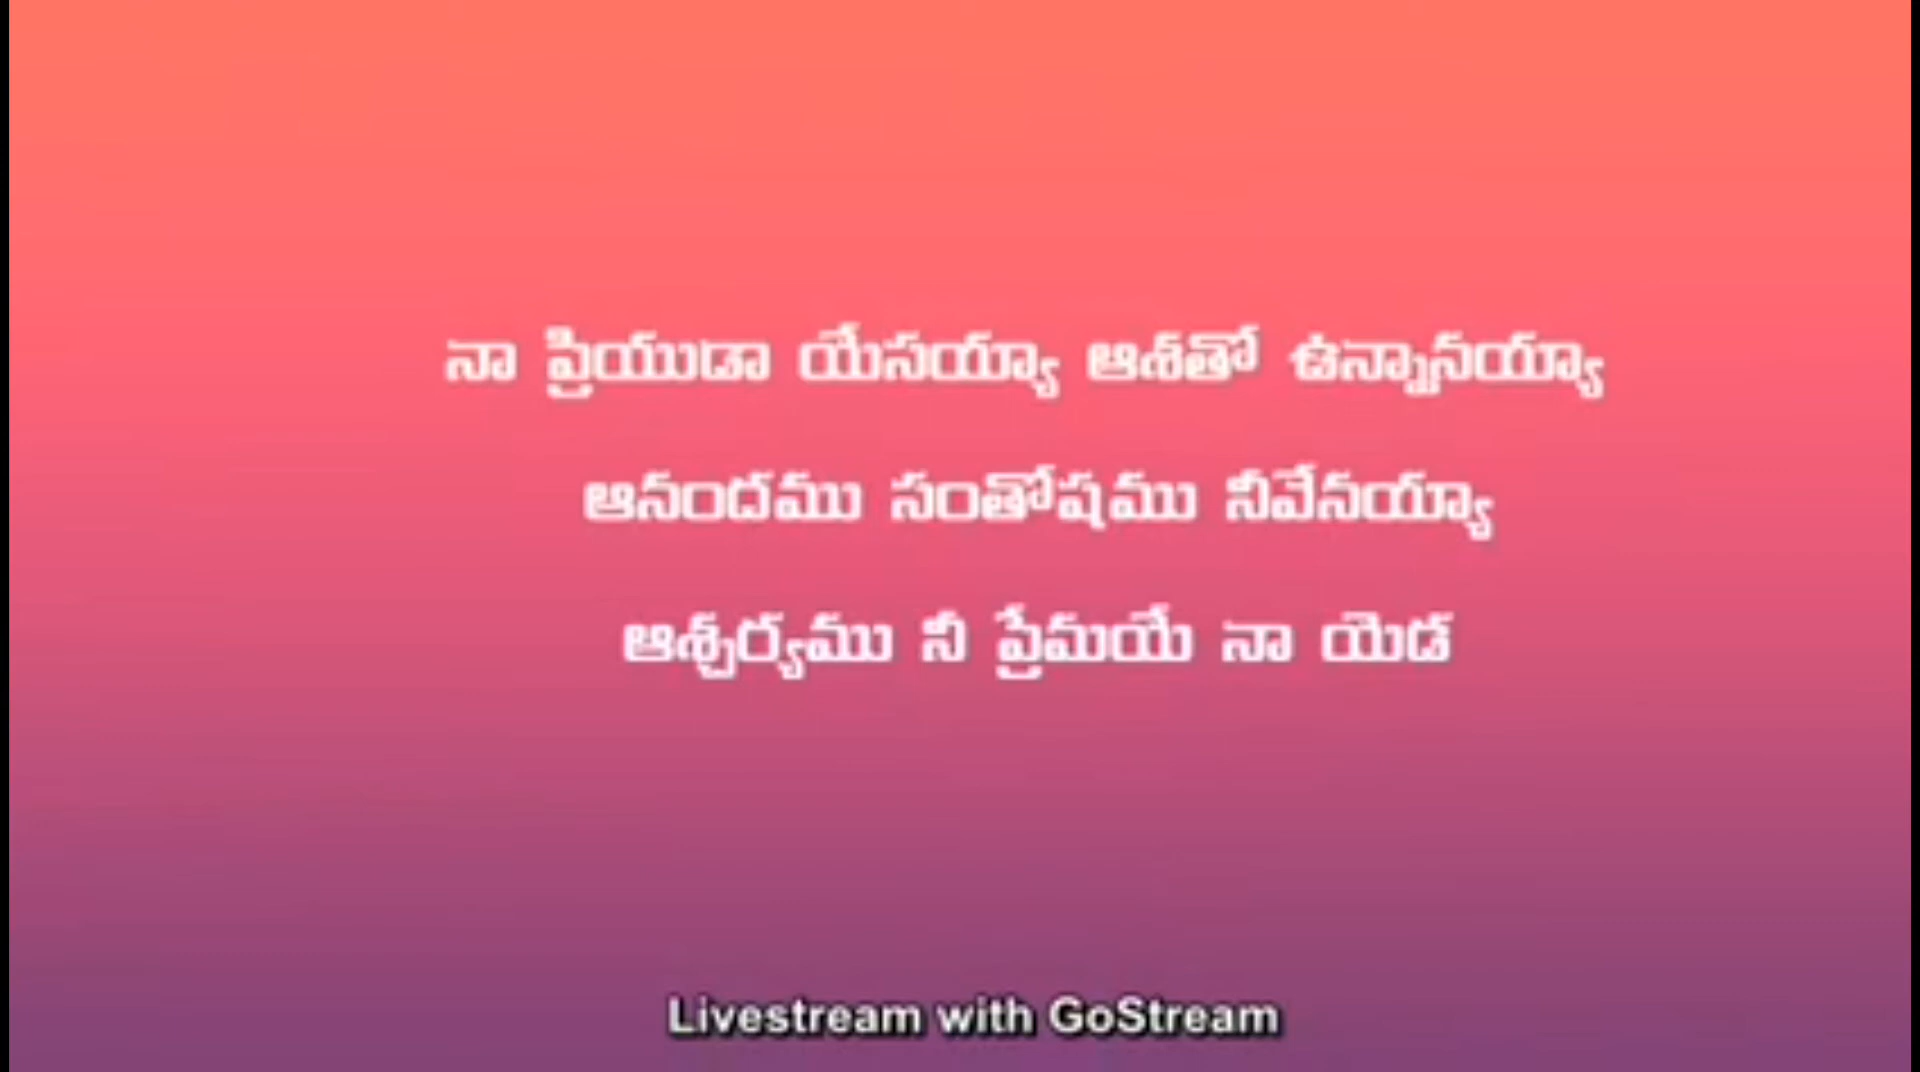 నా ప్రియుడా యేసయ్యా ఆశతో ఉన్నానయ్యా
ఆనందము సంతోషము నీవేనయ్యా
ఆశ్చర్యము నీ ప్రేమయే నా యెడ
Livestream with GoStream